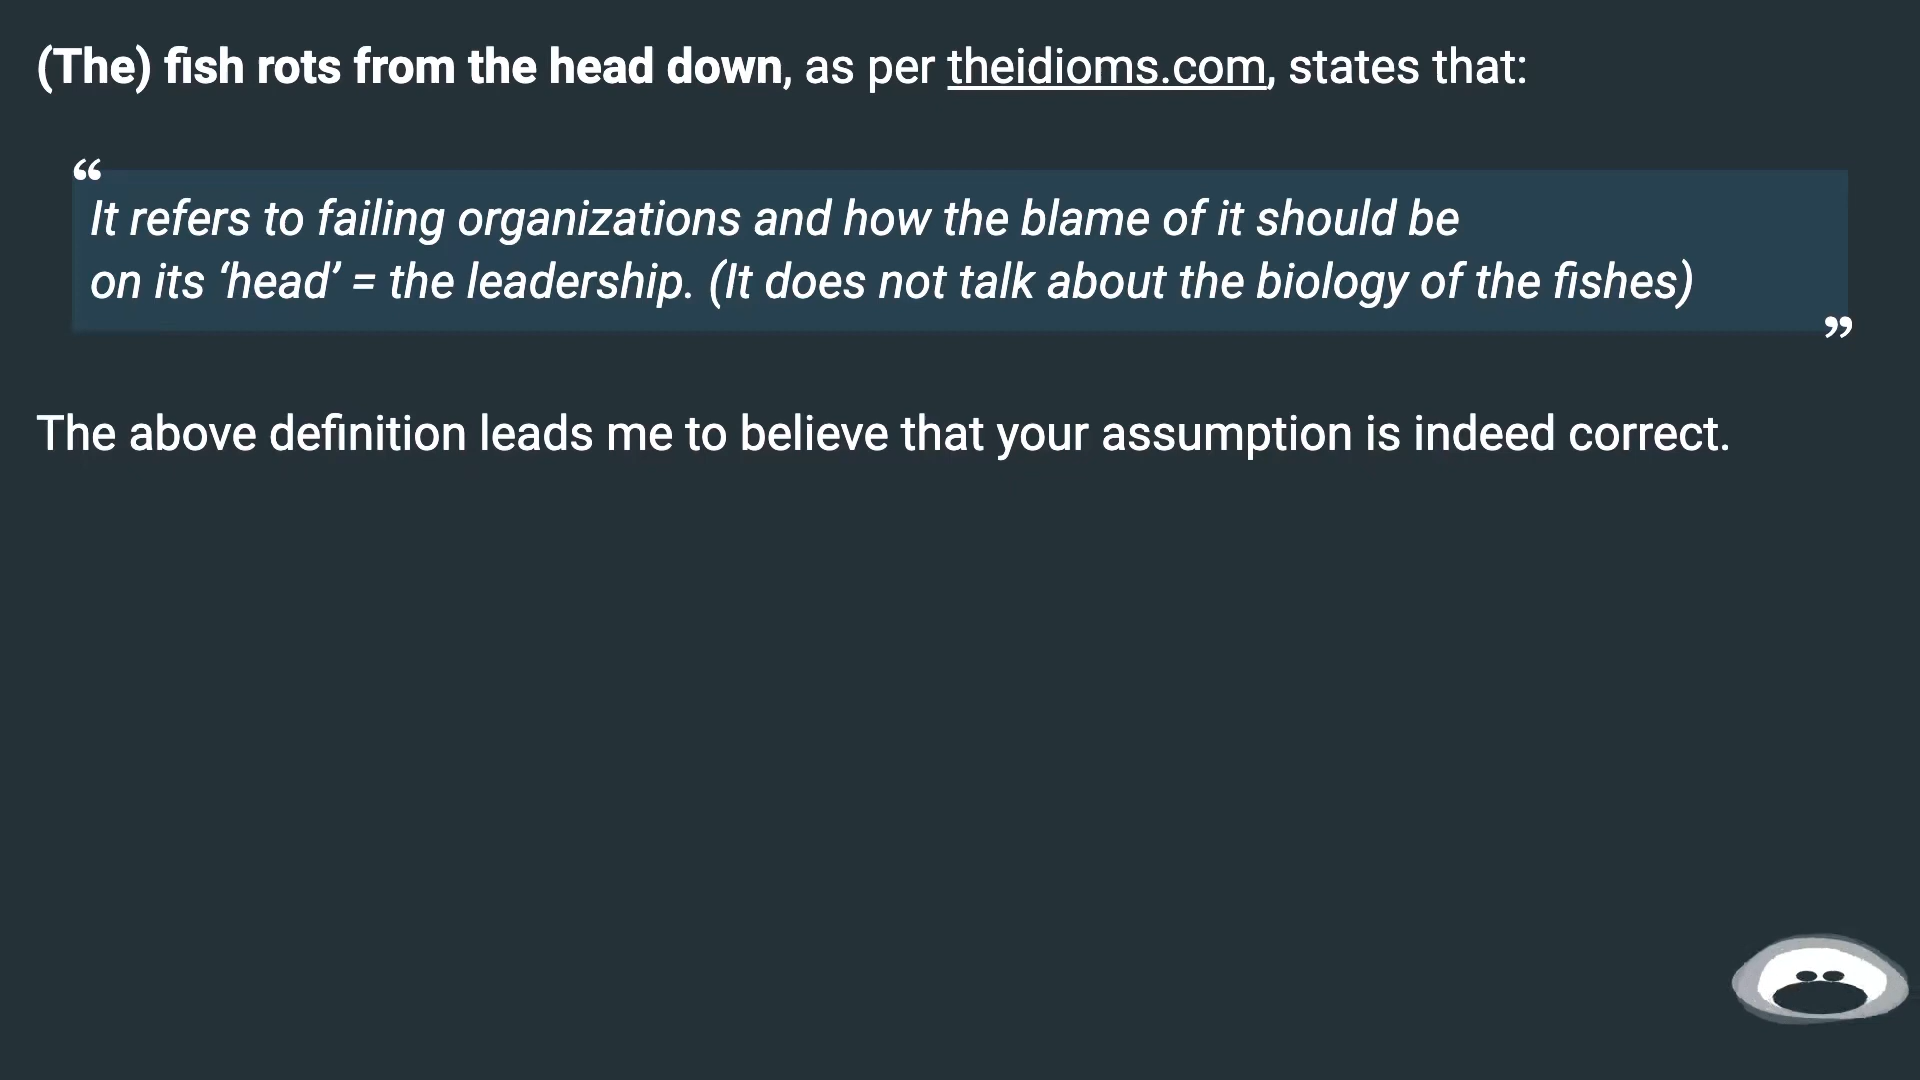 (The) fish rots from the head down, as per theidioms.com, states that:
“
It refers to failing organizations and how the blame of it should be
on its ‘head’ = the leadership. (It does not talk about the biology of the fishes)
”
The above definition leads me to believe that your assumption is indeed correct.